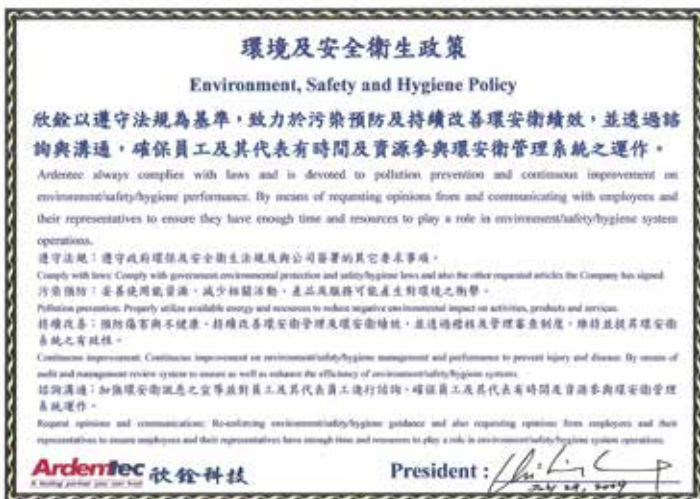 環境及安全衛生政策
Environment, Safety and Hygiene Policy
欣銓以遵守法規為基準，致力於污染預防及持續改善環安衛績效，並透過諮
詢與溝通，確保員工及其代表有時間及資源參與環安衛管理系統之運作。
Ardentec always complies with laws and is devoted to pollution prevention and continuous improvement on
environment/safety/hygiene performance. By means of requesting opinions from and communicating with employees and
their representatives to ensure they have enough time and resources to play a role in environment/safety/hygiene system
operations.
遵守法規：遵守政府環保及安全衛生法規及與公司簽署的其它要求事項。
Comply with laws: Comply with government environmental protection and safety/hygiene laws and also the other requested articles the Company has signed
污染預防：妥善使用能資源，減少相關活動、產品及服務可能產生對環境之衝擊。
Pollution prevention: Properly utilize available energy and resources to reduce negative environmental impact on activities, products and services.
持續改善：預防傷害與不健康，持續改善環安衛管理及環安衛績效，並透過稽核及管理審查制度，維持並提昇環安衛
系統之有效性。
Continuous improvement: Continuous improvement on environment/safety/hygiene management and performance to prevent injury and disease. By means of
audit and management review system to ensure as well as enhance the efficiency of environment/safety/hygiene system.
諮詢溝通：加強環安衛訊息之宣導並對員工及其代表員工進行諮詢，確保員工及其代表有時間及資源參與環安衛管理
系統運作。
Request opinions and communication: Re-enforcing environment/safety/hygiene guidance and also requesting opinions from employees and their
representatives to ensure employees and their representatives have enough time and resources to play a role in environment/safety/hygiene system operations.
Ardentec 欣銓科技 President :
A testing partner you can trust
July 29, 2009